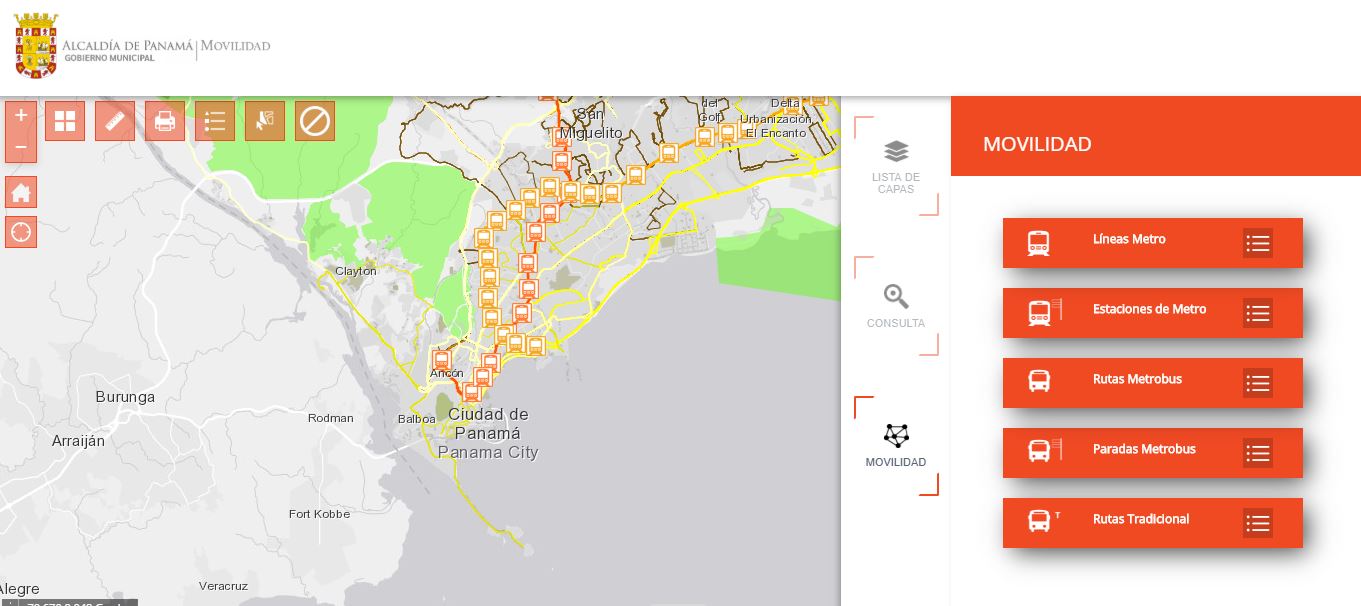 ALCALDÍA DE PANAMÁ | MOVILIDAD
GOBIERNO MUNICIPAL
+
−
San
Miguelito
del
Golf
Delta
Urbanización
El Encanto
Clayton
Ancón
Burunga
Arraiján
Rodman
Balboa
Ciudad de
Panamá
Panama City
Fort Kobbe
Veracruz
Alegre
LISTA DE
CAPAS
CONSULTA
MOVILIDAD
MOVILIDAD
Líneas Metro
Estaciones de Metro
Rutas Metrobus
Paradas Metrobus
T
Rutas Tradicional